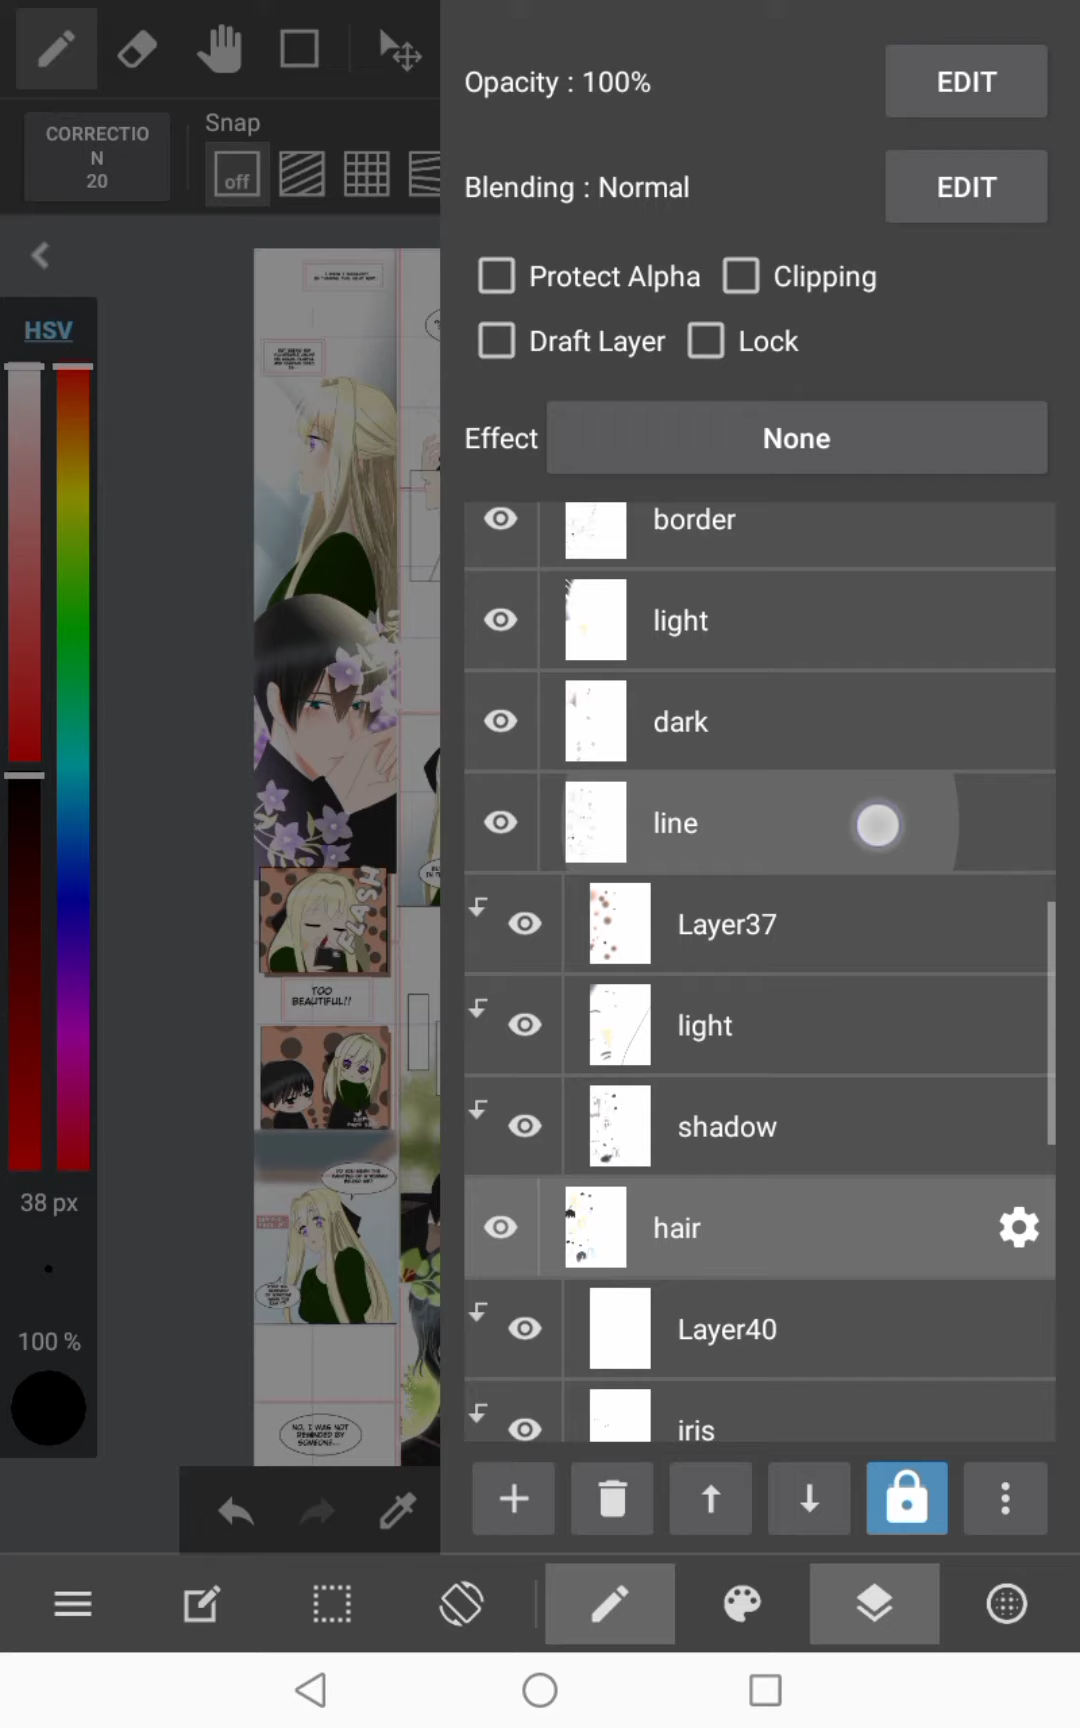 Opacity : 100%
EDIT
CORRECTIO
N
20
Snap
off
Blending : Normal
EDIT
Protect Alpha
Clipping
Draft Layer
Lock
HSV
Effect
None
border
light
dark
line
Layer37
FLASH
TOO
BEAUTIFUL!!
light
shadow
hair
38 px
Layer40
100 %
NO, I WAS NOT
REMINDED BY
SOMEONE...
iris